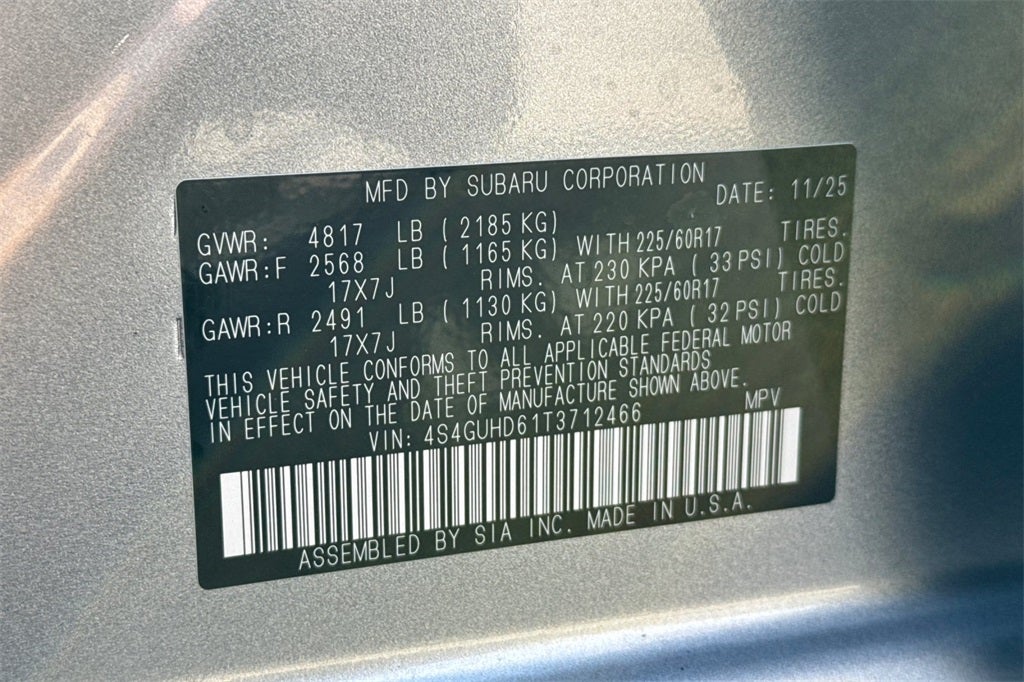 MFD BY SUBARU CORPORATION DATE: 11/25
GVWR: 4817 LB ( 2185 KG)
GAWR:F 2568 LB ( 1165 KG) WITH 225/60R17 TIRES.
17X7J RIMS. AT 230 KPA ( 33 PSI) COLD
GAWR:R 2491 LB ( 1130 KG) WITH 225/60R17 TIRES.
17X7J RIMS. AT 220 KPA ( 32 PSI) COLD
THIS VEHICLE CONFORMS TO ALL APPLICABLE FEDERAL MOTOR
VEHICLE SAFETY AND THEFT PREVENTION STANDARDS
IN EFFECT ON THE DATE OF MANUFACTURE SHOWN ABOVE.
VIN: 4S4GUHD61T3712466 MPV
ASSEMBLED BY SIA INC. MADE IN U.S.A.